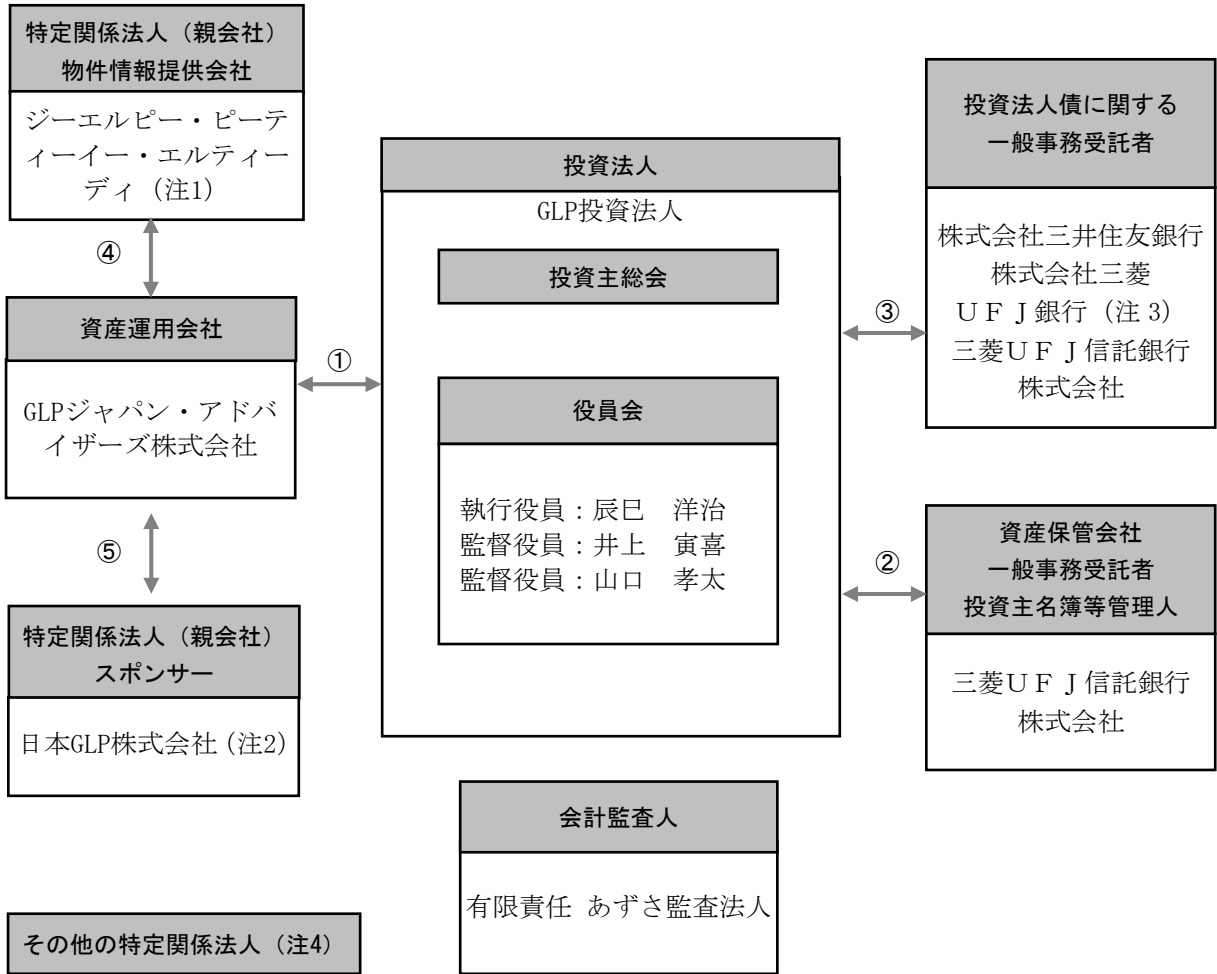 特定関係法人（親会社）
物件情報提供会社
ジーエルピー・ピーテ
ィーイー・エルティー
ディ（注1）
④
資産運用会社
GLPジャパン・アドバ
イザーズ株式会社
①
⑤
特定関係法人（親会社）
スポンサー
日本GLP株式会社（注2）
その他の特定関係法人（注4）
投資法人
GLP投資法人
投資主総会
役員会
執行役員：辰巳　洋治
監督役員：井上　寅喜
監督役員：山口　孝太
会計監査人
有限責任 あずさ監査法人
③
投資法人債に関する
一般事務受託者
株式会社三井住友銀行
株式会社三菱
ＵＦＪ銀行（注 3）
三菱ＵＦＪ信託銀行
株式会社
②
資産保管会社
一般事務受託者
投資主名簿等管理人
三菱ＵＦＪ信託銀行
株式会社